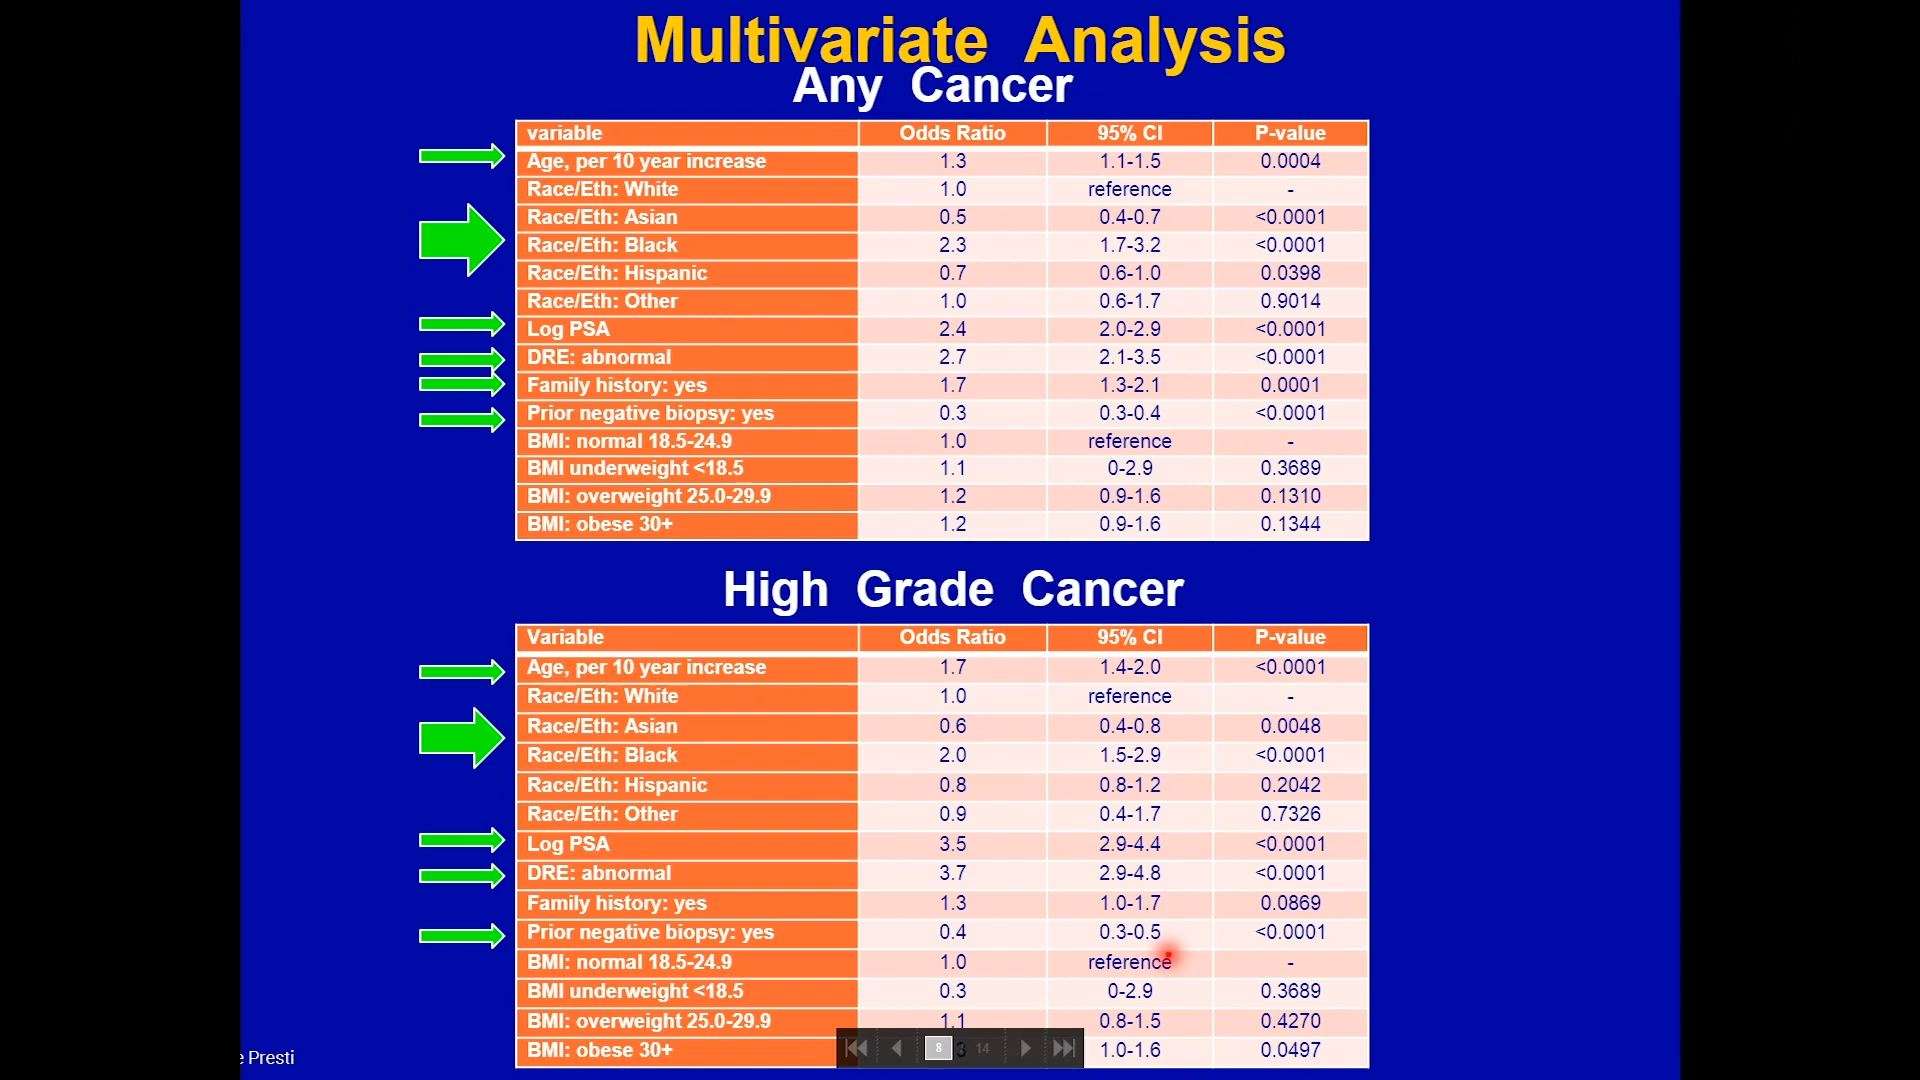 Multivariate Analysis
Any Cancer
variable Odds Ratio 95% CI P-value
Age, per 10 year increase 1.3 1.1-1.5 0.0004
Race/Eth: White 1.0 reference -
Race/Eth: Asian 0.5 0.4-0.7 <0.0001
Race/Eth: Black 2.3 1.7-3.2 <0.0001
Race/Eth: Hispanic 0.7 0.6-1.0 0.0398
Race/Eth: Other 1.0 0.6-1.7 0.9014
Log PSA 2.4 2.0-2.9 <0.0001
DRE: abnormal 2.7 2.1-3.5 <0.0001
Family history: yes 1.7 1.3-2.1 0.0001
Prior negative biopsy: yes 0.3 0.3-0.4 <0.0001
BMI: normal 18.5-24.9 1.0 reference -
BMI underweight <18.5 1.1 0-2.9 0.3689
BMI: overweight 25.0-29.9 1.2 0.9-1.6 0.1310
BMI: obese 30+ 1.2 0.9-1.6 0.1344
High Grade Cancer
Variable Odds Ratio 95% CI P-value
Age, per 10 year increase 1.7 1.4-2.0 <0.0001
Race/Eth: White 1.0 reference -
Race/Eth: Asian 0.6 0.4-0.8 0.0048
Race/Eth: Black 2.0 1.5-2.9 <0.0001
Race/Eth: Hispanic 0.8 0.8-1.2 0.2042
Race/Eth: Other 0.9 0.4-1.7 0.7326
Log PSA 3.5 2.9-4.4 <0.0001
DRE: abnormal 3.7 2.9-4.8 <0.0001
Family history: yes 1.3 1.0-1.7 0.0869
Prior negative biopsy: yes 0.4 0.3-0.5 <0.0001
BMI: normal 18.5-24.9 1.0 reference -
BMI underweight <18.5 0.3 0-2.9 0.3689
BMI: overweight 25.0-29.9 1.1 0.8-1.5 0.4270
BMI: obese 30+ 1.0-1.6 0.0497
8 14
e Presti